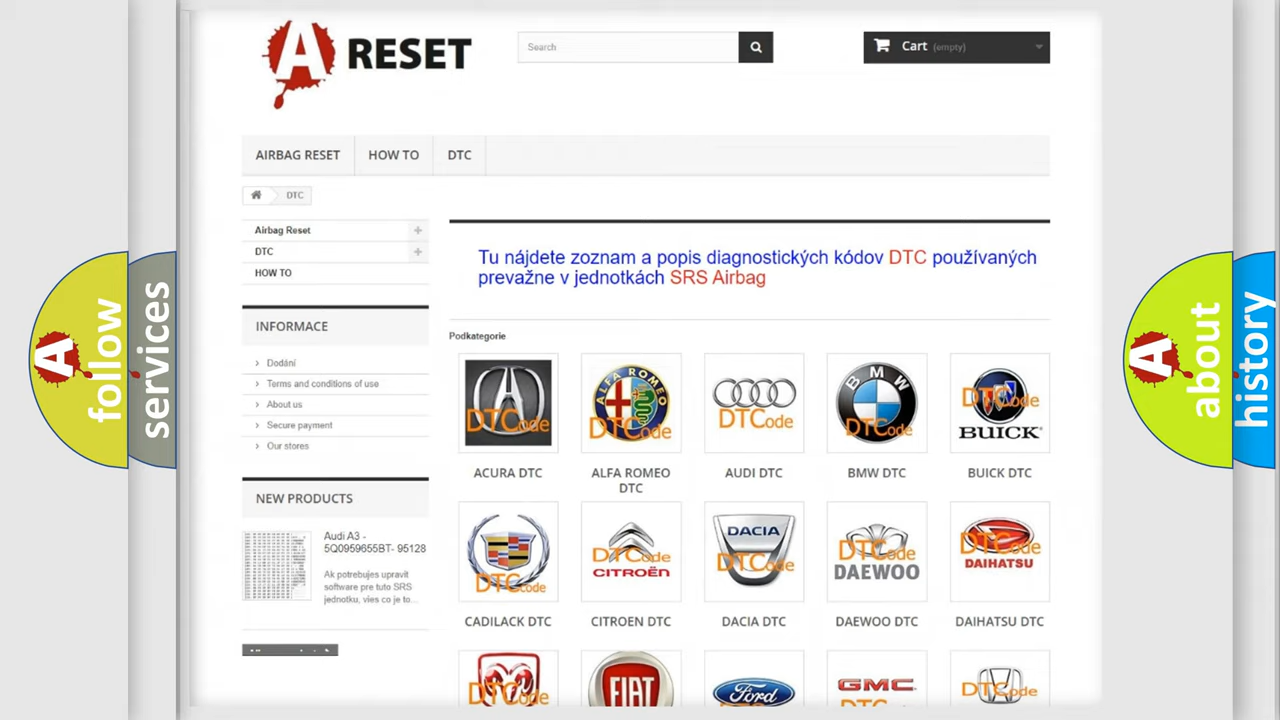 A RESET
Search
Cart (empty)
AIRBAG RESET
HOW TO
DTC
DTC
Airbag Reset
DTC
HOW TO
Tu nájdete zoznam a popis diagnostických kódov DTC používaných
prevažne v jednotkách SRS Airbag
INFORMACE
Dodání
Terms and conditions of use
About us
Secure payment
Our stores
Podkategorie
DTCode
ALFA ROMEO
DTCode
DTCode
BMW
DTCode
DTCode
BUICK
ACURA DTC
ALFA ROMEO
DTC
AUDI DTC
BMW DTC
BUICK DTC
NEW PRODUCTS
Audi A3 -
5Q0959655BT- 95128
Ak potrebujes upravit
software pre tuto SRS
jednotku, vies co je to...
DTCode
DTCode
CITROËN
DACIA
DTCode
DTCode
DAEWOO
DTCode
DAIHATSU
CADILACK DTC
CITROEN DTC
DACIA DTC
DAEWOO DTC
DAIHATSU DTC
DTCode
FIAT
Ford
GMC
DTCode
A follow
services
A about
history